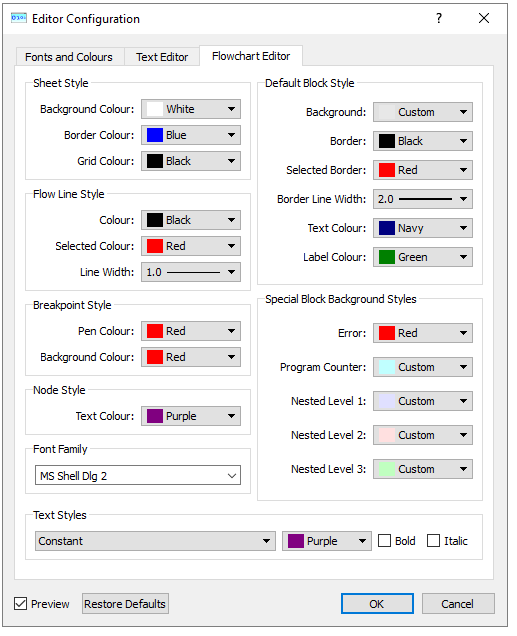 Editor Configuration
?
Fonts and Colours
Text Editor
Flowchart Editor
Sheet Style
Background Colour: White
Border Colour: Blue
Grid Colour: Black
Flow Line Style
Colour: Black
Selected Colour: Red
Line Width: 1.0
Breakpoint Style
Pen Colour: Red
Background Colour: Red
Node Style
Text Colour: Purple
Font Family
MS Shell Dlg 2
Default Block Style
Background: Custom
Border: Black
Selected Border: Red
Border Line Width: 2.0
Text Colour: Navy
Label Colour: Green
Special Block Background Styles
Error: Red
Program Counter: Custom
Nested Level 1: Custom
Nested Level 2: Custom
Nested Level 3: Custom
Text Styles
Constant Purple Bold Italic
Preview Restore Defaults OK Cancel